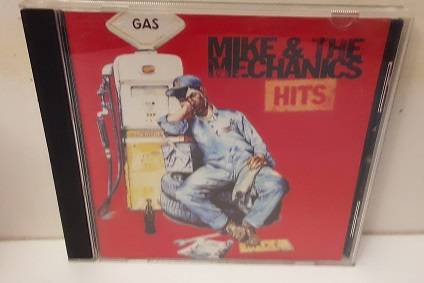 GAS
MIKE & THE
MECHANICS
HITS